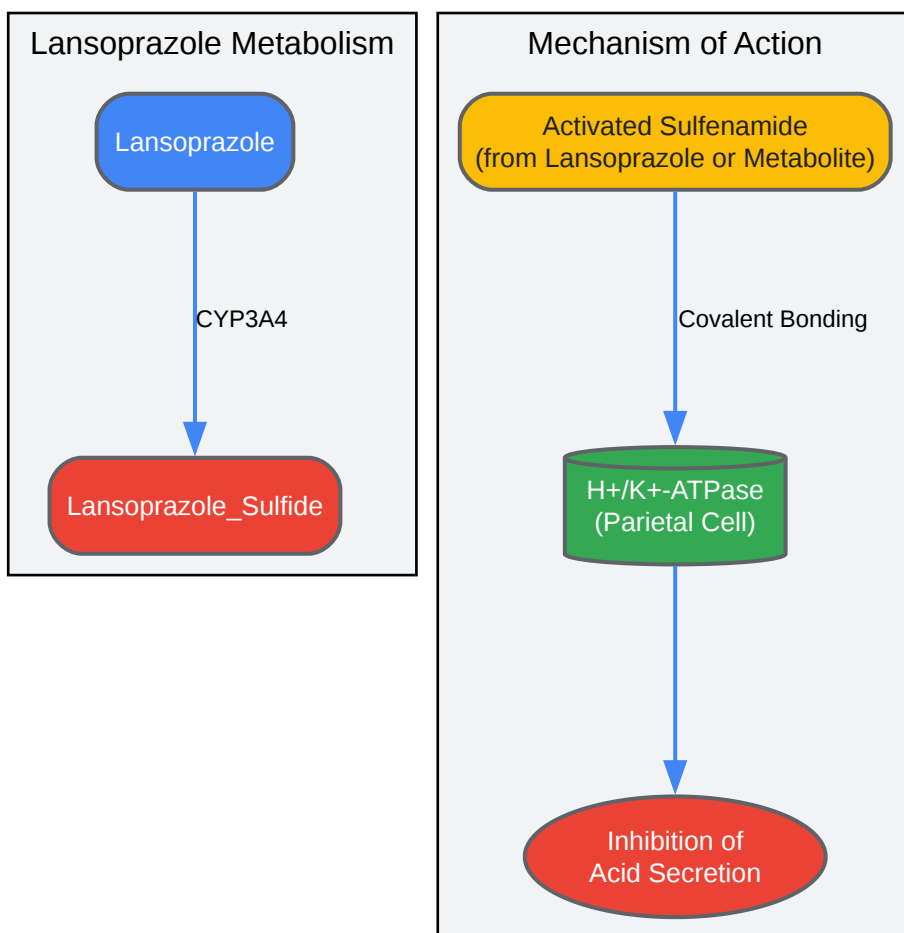 Lansoprazole Metabolism
Lansoprazole
CYP3A4
Lansoprazole_Sulfide
Mechanism of Action
Activated Sulfenamide
(from Lansoprazole or Metabolite)
Covalent Bonding
H+/K+-ATPase
(Parietal Cell)
Inhibition of
Acid Secretion